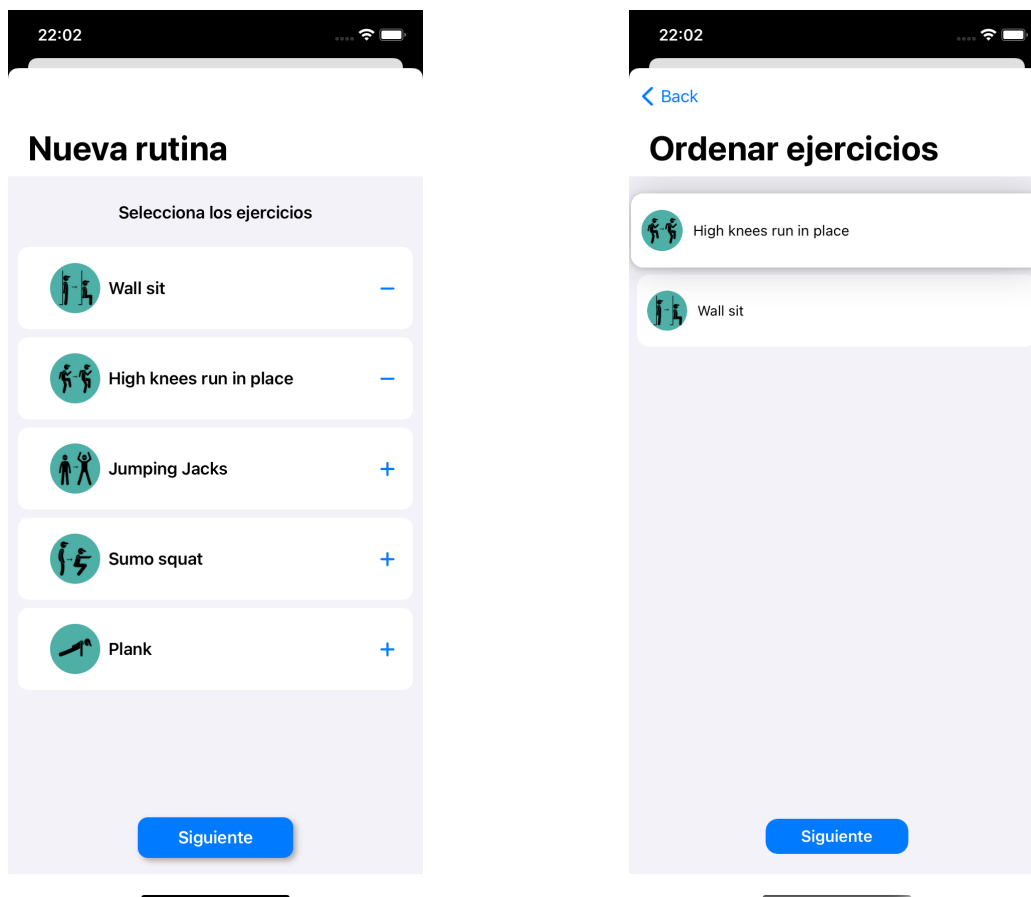 22:02
Nueva rutina
Selecciona los ejercicios
Wall sit
High knees run in place
Jumping Jacks
Sumo squat
Plank
Siguiente
22:02
Back
Ordenar ejercicios
High knees run in place
Wall sit
Siguiente